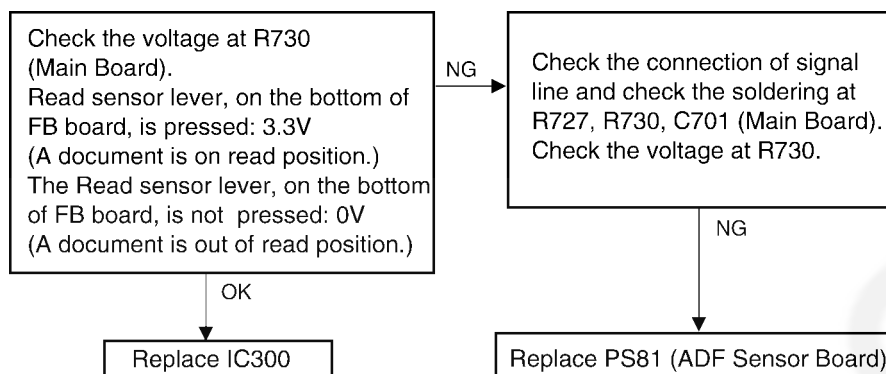 Check the voltage at R730
(Main Board).
Read sensor lever, on the bottom of
FB board, is pressed: 3.3V
(A document is on read position.)
The Read sensor lever, on the bottom
of FB board, is not pressed: 0V
(A document is out of read position.)
NG
Check the connection of signal
line and check the soldering at
R727, R730, C701 (Main Board).
Check the voltage at R730.
OK
NG
Replace IC300
Replace PS81 (ADF Sensor Board)